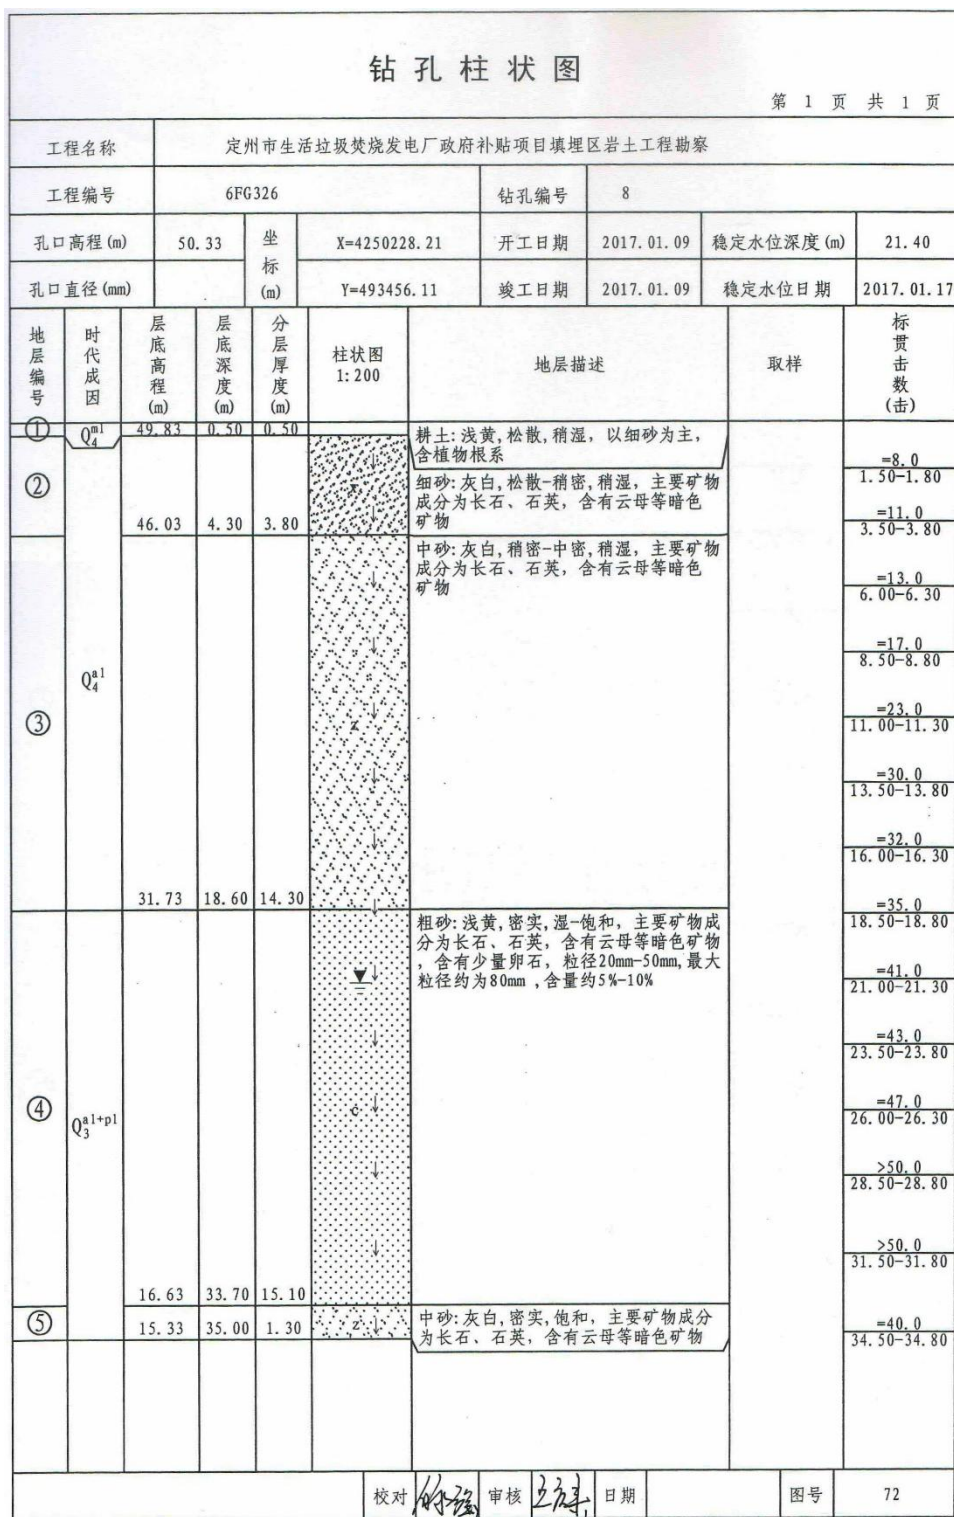 钻孔柱状图
第 1 页 共 1 页
工程名称 定州市生活垃圾焚烧发电厂政府补贴项目填埋区岩土工程勘察
工程编号 6FG326 钻孔编号 8
孔口高程(m) 50.33 坐标(m) X=4250228.21 开工日期 2017.01.09 稳定水位深度(m) 21.40
孔口直径(mm) Y=493456.11 竣工日期 2017.01.09 稳定水位日期 2017.01.17
地层编号 时代成因 层底高程(m) 层底深度(m) 分层厚度(m) 柱状图 1:200 地层描述 取样 标贯击数(击)
① Q4ml 49.83 0.50 0.50
耕土:浅黄,松散,稍湿, 以细砂为主,
含植物根系
=8.0
1.50-1.80
②
细砂:灰白,松散-稍密,稍湿, 主要矿物
成分为长石、石英, 含有云母等暗色
矿物
46.03 4.30 3.80
=11.0
3.50-3.80
中砂:灰白,稍密-中密,稍湿, 主要矿物
成分为长石、石英, 含有云母等暗色
矿物
=13.0
6.00-6.30
=17.0
8.50-8.80
Q4al
③
z
=23.0
11.00-11.30
=30.0
13.50-13.80
=32.0
16.00-16.30
31.73 18.60 14.30
=35.0
18.50-18.80
粗砂:浅黄,密实,湿-饱和, 主要矿物成
分为长石、石英, 含有云母等暗色矿物
, 含有少量卵石, 粒径20mm-50mm,最大
粒径约为80mm ,含量约5%-10%
=41.0
21.00-21.30
=43.0
23.50-23.80
④ Q3al+pl c
=47.0
26.00-26.30
>50.0
28.50-28.80
>50.0
31.50-31.80
16.63 33.70 15.10
⑤ 15.33 35.00 1.30 z
中砂:灰白,密实,饱和, 主要矿物成分
为长石、石英, 含有云母等暗色矿物
=40.0
34.50-34.80
校对 审核 日期 图号 72